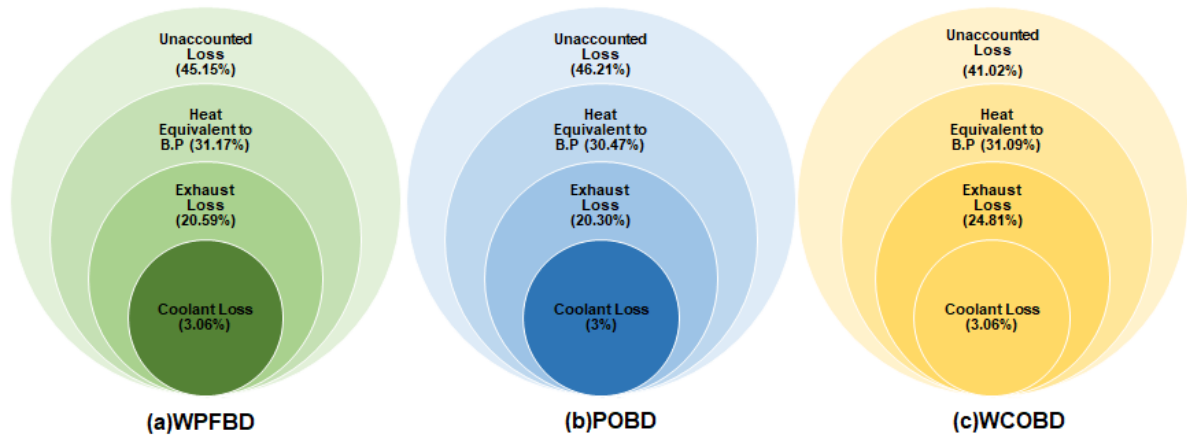 Unaccounted
Loss
(45.15%)
Heat
Equivalent to
B.P (31.17%)
Exhaust
Loss
(20.59%)
Coolant Loss
(3.06%)
(a)WPFBD
Unaccounted
Loss
(46.21%)
Heat
Equivalent to
B.P (30.47%)
Exhaust
Loss
(20.30%)
Coolant Loss
(3%)
(b)POBD
Unaccounted
Loss
(41.02%)
Heat
Equivalent to
B.P (31.09%)
Exhaust
Loss
(24.81%)
Coolant Loss
(3.06%)
(c)WCOBD